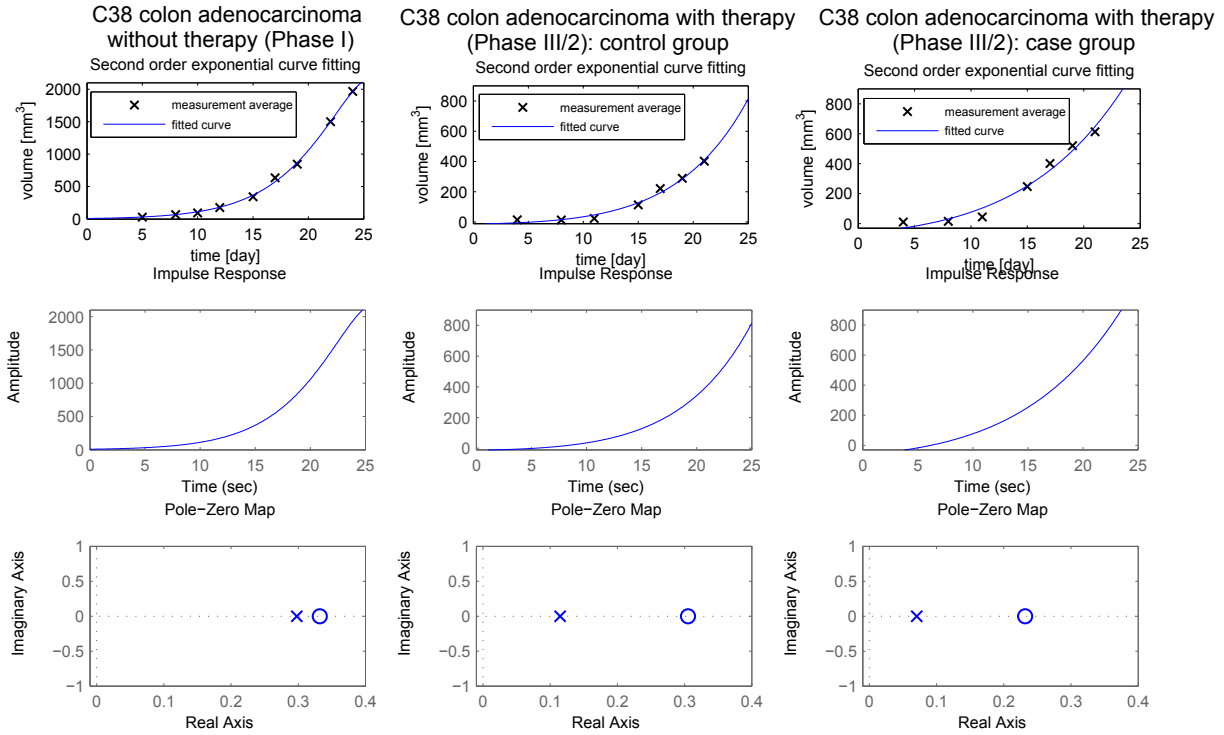 C38 colon adenocarcinoma
without therapy (Phase I)
Second order exponential curve fitting
2000
1500
1000
500
0
volume [mm3]
measurement average
fitted curve
0 5 10 15 20 25
time [day]
Impulse Response
2000
1500
1000
500
0
Amplitude
0 5 10 15 20 25
Time (sec)
Pole−Zero Map
1
0.5
0
−0.5
−1
Imaginary Axis
0 0.1 0.2 0.3 0.4
Real Axis
C38 colon adenocarcinoma with therapy
(Phase III/2): control group
Second order exponential curve fitting
800
600
400
200
0
volume [mm3]
measurement average
fitted curve
0 5 10 15 20 25
time [day]
Impulse Response
800
600
400
200
0
Amplitude
0 5 10 15 20 25
Time (sec)
Pole−Zero Map
1
0.5
0
−0.5
−1
Imaginary Axis
0 0.1 0.2 0.3 0.4
Real Axis
C38 colon adenocarcinoma with therapy
(Phase III/2): case group
Second order exponential curve fitting
800
600
400
200
0
volume [mm3]
measurement average
fitted curve
0 5 10 15 20 25
time [day]
Impulse Response
800
600
400
200
0
Amplitude
0 5 10 15 20 25
Time (sec)
Pole−Zero Map
1
0.5
0
−0.5
−1
Imaginary Axis
0 0.1 0.2 0.3 0.4
Real Axis